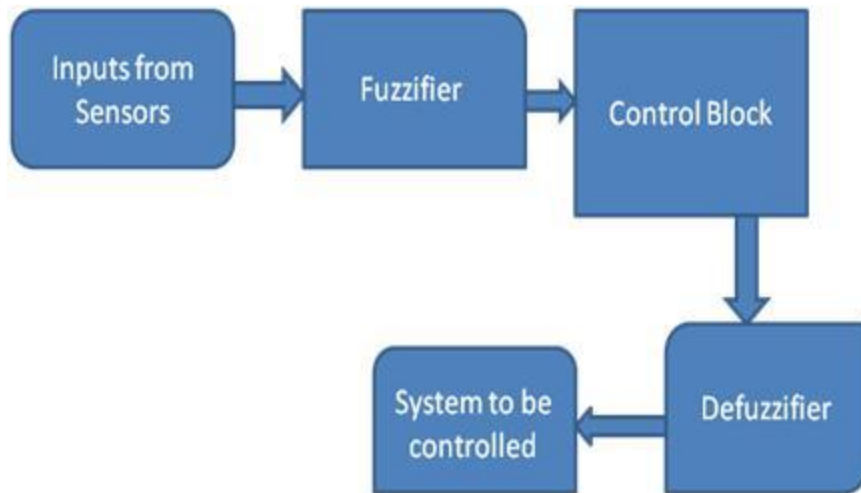 Inputs from
Sensors
Fuzzifier
Control Block
Defuzzifier
System to be
controlled